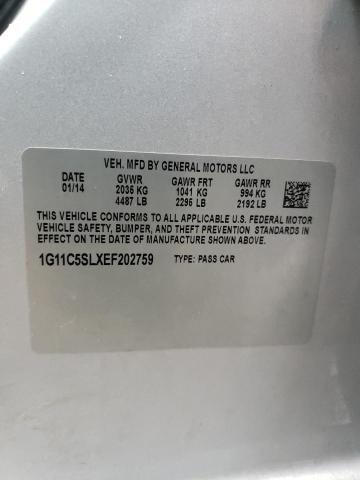 VEH. MFD BY GENERAL MOTORS LLC
DATE GVWR GAWR FRT GAWR RR
01/14 2036 KG 1041 KG 994 KG
4487 LB 2296 LB 2192 LB
THIS VEHICLE CONFORMS TO ALL APPLICABLE U.S. FEDERAL MOTOR
VEHICLE SAFETY, BUMPER, AND THEFT PREVENTION STANDARDS IN
EFFECT ON THE DATE OF MANUFACTURE SHOWN ABOVE.
1G11C5SLXEF202759 TYPE: PASS CAR